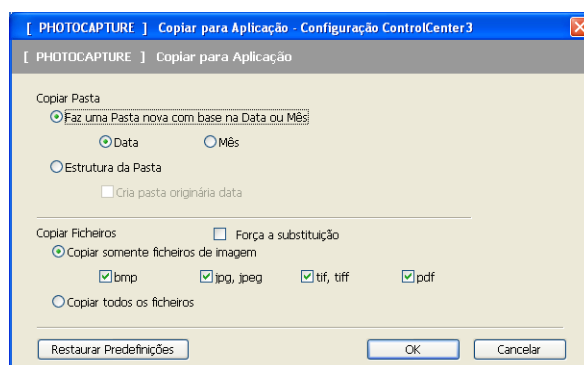 [ PHOTOCAPTURE ] Copiar para Aplicação - Configuração ControlCenter3
[ PHOTOCAPTURE ] Copiar para Aplicação
Copiar Pasta
Faz uma Pasta nova com base na Data ou Mês
Data Mês
Estrutura da Pasta
Cria pasta originária data
Copiar Ficheiros Força a substituição
Copiar somente ficheiros de imagem
bmp jpg, jpeg tif, tiff pdf
Copiar todos os ficheiros
Restaurar Predefinições OK Cancelar